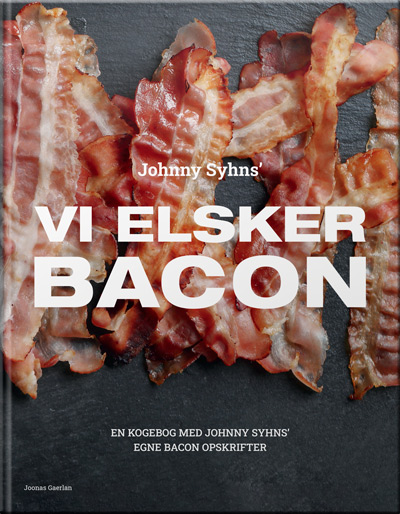 Johnny Syhns’
VI ELSKER
BACON
EN KOGEBOG MED JOHNNY SYHNS’
EGNE BACON OPSKRIFTER
Joonas Gaerlan